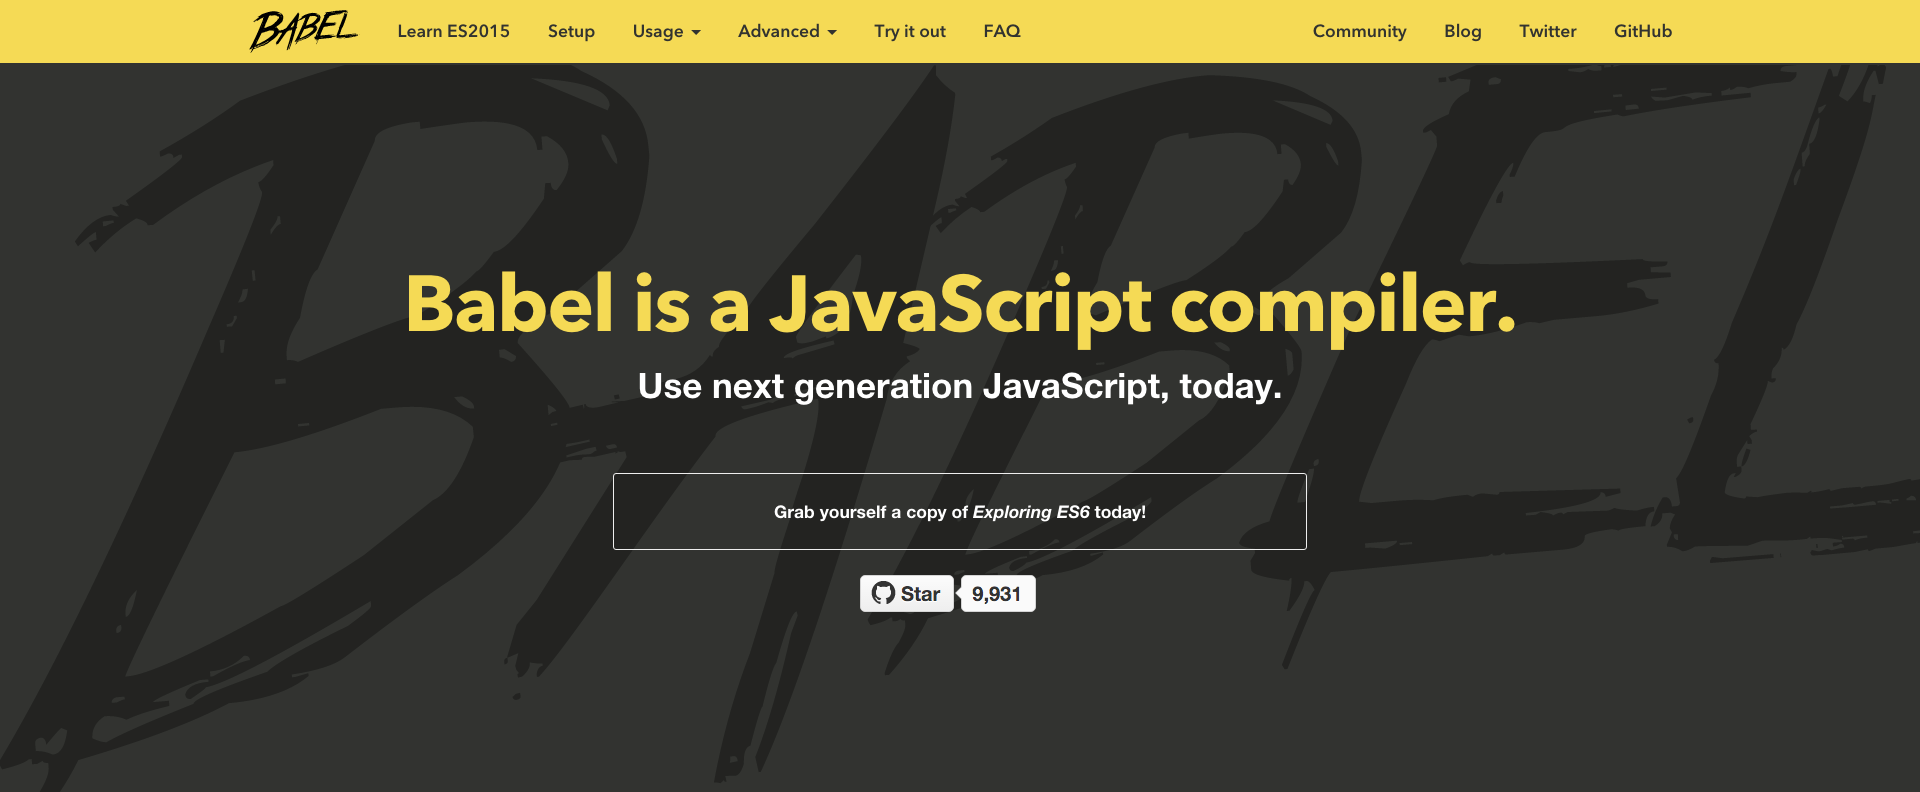 BABEL Learn ES2015 Setup Usage Advanced Try it out FAQ Community Blog Twitter GitHub
BABEL
Babel is a JavaScript compiler.
Use next generation JavaScript, today.
Grab yourself a copy of Exploring ES6 today!
Star 9,931